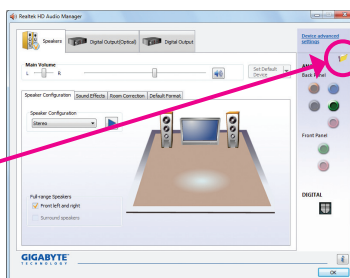 Realtek HD Audio Manager
Speakers
Digital Output(Optical)
Digital Output
Device advanced
settings
Main Volume
L
R
Set Default
Device
Back Panel
Speaker Configuration
Sound Effects
Room Correction
Default Format
Speaker Configuration
Stereo
Front Panel
Full-range Speakers
Front left and right
Surround speakers
DIGITAL
GIGABYTE
TECHNOLOGY
OK